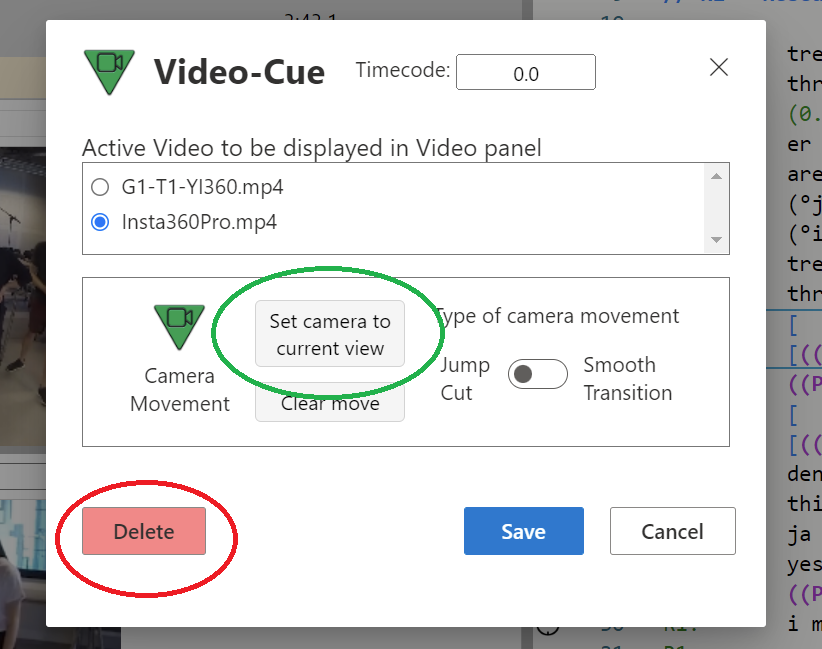 Video-Cue
Timecode: 0.0
Active Video to be displayed in Video panel
G1-T1-YI360.mp4
Insta360Pro.mp4
Set camera to
current view
Type of camera movement
Camera
Movement
Clear move
Jump
Cut
Smooth
Transition
Delete
Save
Cancel
tre
thr
(0.
er
are
(°j
(°i
tre
thr
[
[((
((P
[
[((
den
thi
ja
yes
((P
i m